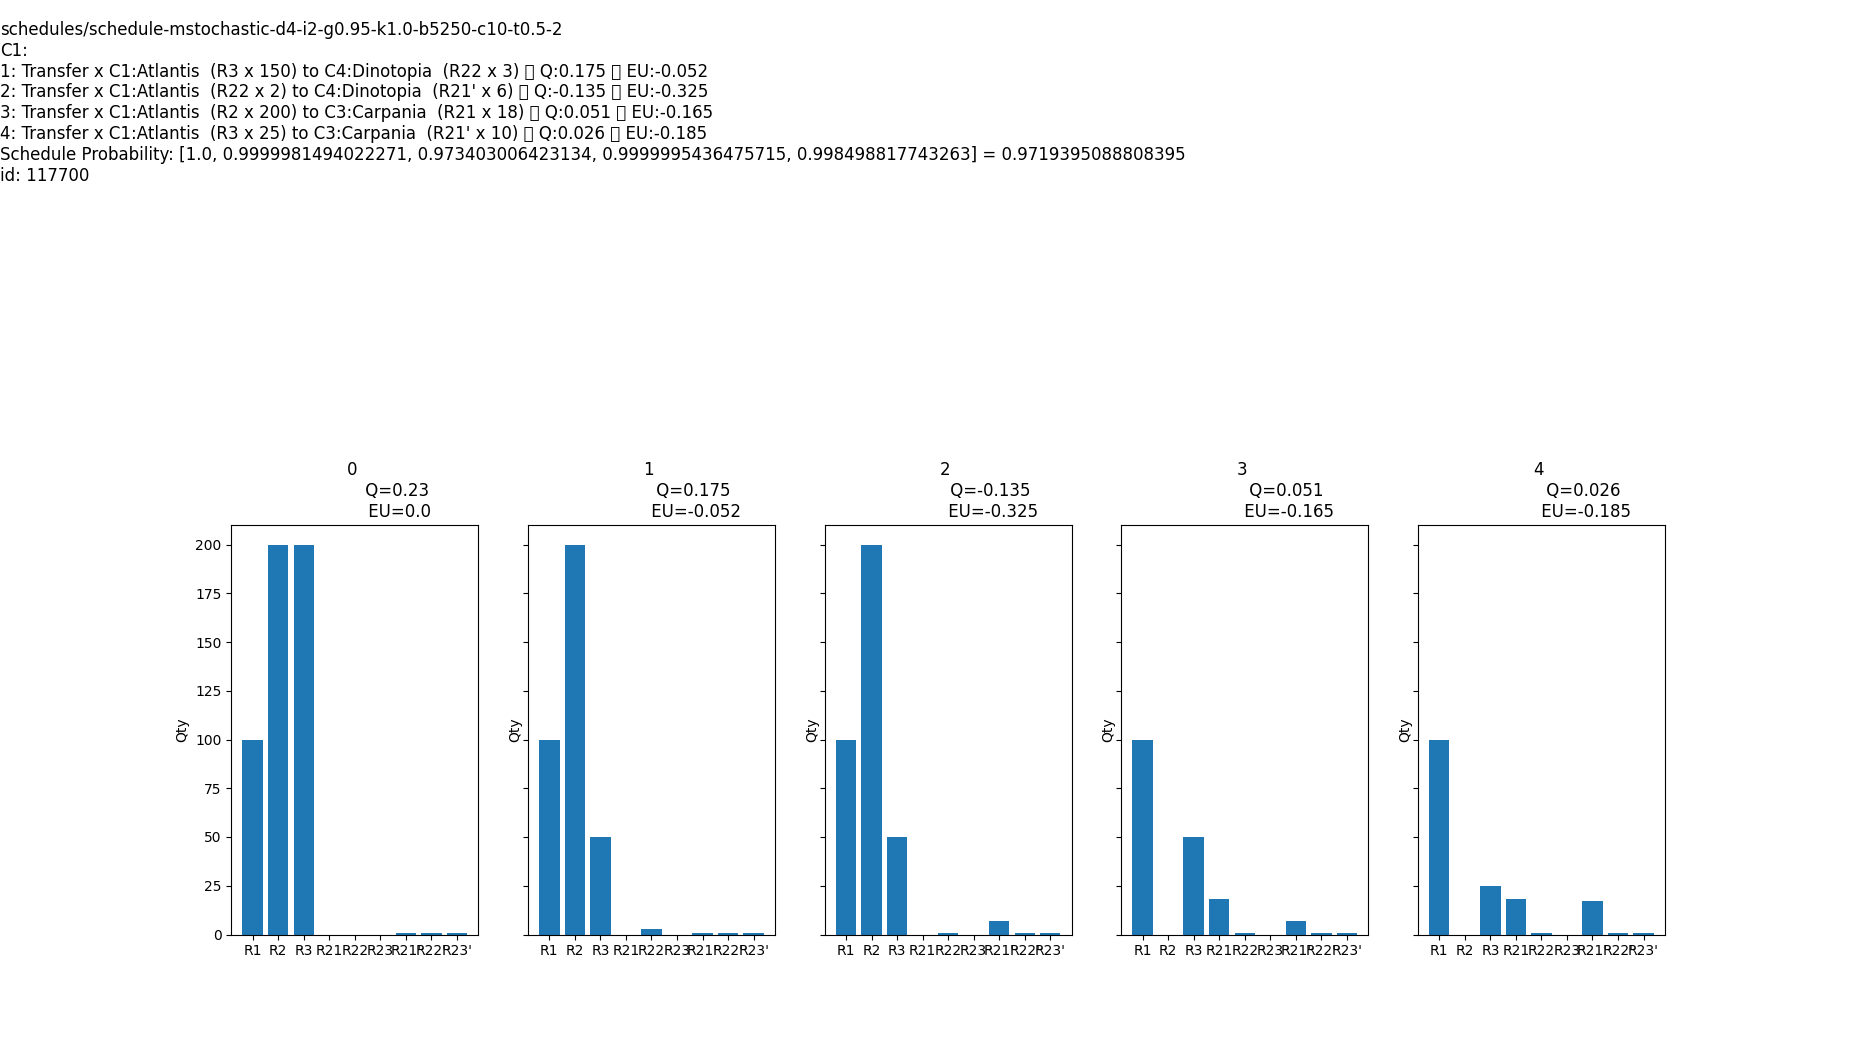 schedules/schedule-mstochastic-d4-i2-g0.95-k1.0-b5250-c10-t0.5-2
C1:
1: Transfer x C1:Atlantis  (R3 x 150) to C4:Dinotopia  (R22 x 3) ▯ Q:0.175 ▯ EU:-0.052
2: Transfer x C1:Atlantis  (R22 x 2) to C4:Dinotopia  (R21' x 6) ▯ Q:-0.135 ▯ EU:-0.325
3: Transfer x C1:Atlantis  (R2 x 200) to C3:Carpania  (R21 x 18) ▯ Q:0.051 ▯ EU:-0.165
4: Transfer x C1:Atlantis  (R3 x 25) to C3:Carpania  (R21' x 10) ▯ Q:0.026 ▯ EU:-0.185
Schedule Probability: [1.0, 0.9999981494022271, 0.973403006423134, 0.9999995436475715, 0.998498817743263] = 0.9719395088808395
id: 117700
0
Q=0.23
EU=0.0
200
175
150
125
100
75
50
25
0
Qty
R1 R2 R3 R21 R22 R23 R21' R22' R23'
1
Q=0.175
EU=-0.052
Qty
R1 R2 R3 R21 R22 R23 R21' R22' R23'
2
Q=-0.135
EU=-0.325
Qty
R1 R2 R3 R21 R22 R23 R21' R22' R23'
3
Q=0.051
EU=-0.165
Qty
R1 R2 R3 R21 R22 R23 R21' R22' R23'
4
Q=0.026
EU=-0.185
Qty
R1 R2 R3 R21 R22 R23 R21' R22' R23'